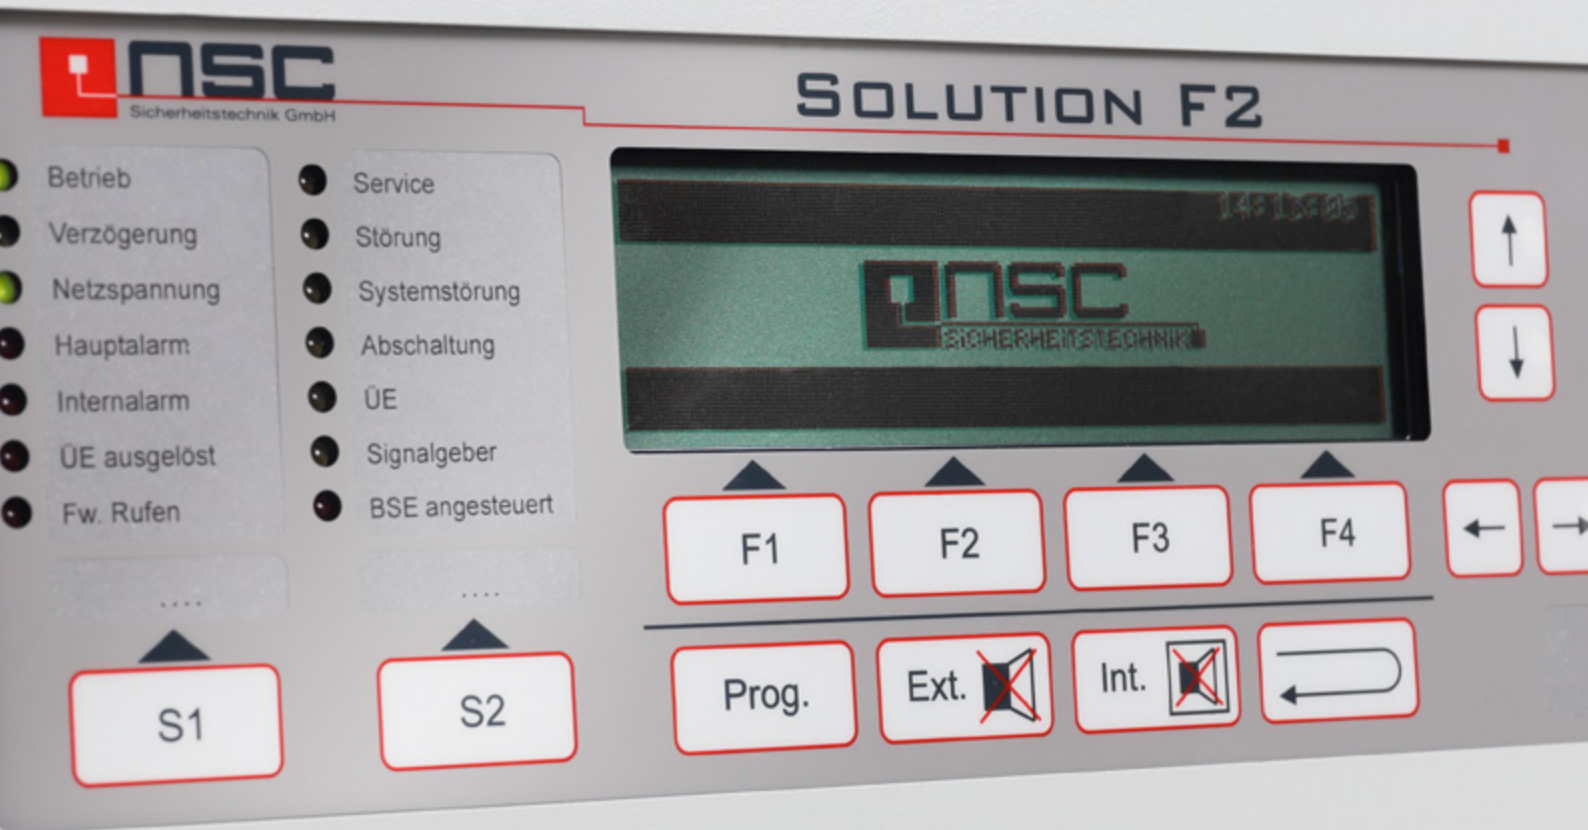 nsc
Sicherheitstechnik GmbH
SOLUTION F2
Betrieb
Verzögerung
Netzspannung
Hauptalarm
Internalarm
ÜE ausgelöst
Fw. Rufen
....
S1
Service
Störung
Systemstörung
Abschaltung
ÜE
Signalgeber
BSE angesteuert
....
S2
nsc
SICHERHEITSTECHNIK
F1
F2
F3
F4
Prog.
Ext.
Int.